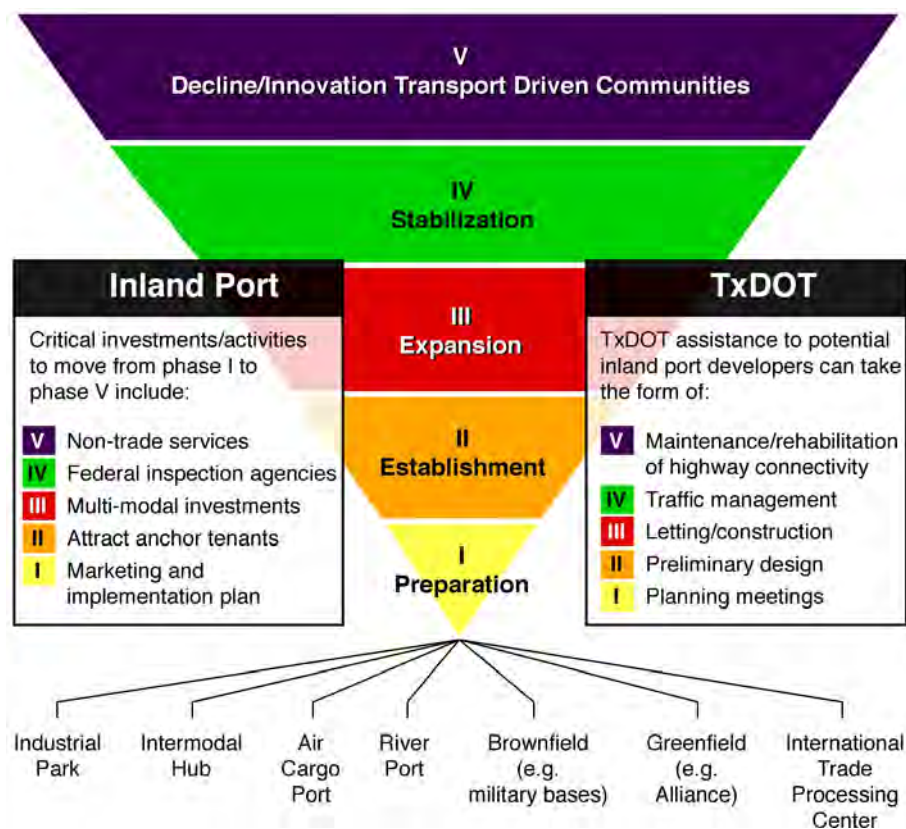 V
Decline/Innovation Transport Driven Communities
IV
Stabilization
III
Expansion
II
Establishment
I
Preparation
Inland Port
Critical investments/activities
to move from phase I to
phase V include:
V Non-trade services
IV Federal inspection agencies
III Multi-modal investments
II Attract anchor tenants
I Marketing and
implementation plan
TxDOT
TxDOT assistance to potential
inland port developers can take
the form of:
V Maintenance/rehabilitation
of highway connectivity
IV Traffic management
III Letting/construction
II Preliminary design
I Planning meetings
Industrial
Park
Intermodal
Hub
Air
Cargo
Port
River
Port
Brownfield
(e.g.
military bases)
Greenfield
(e.g.
Alliance)
International
Trade
Processing
Center